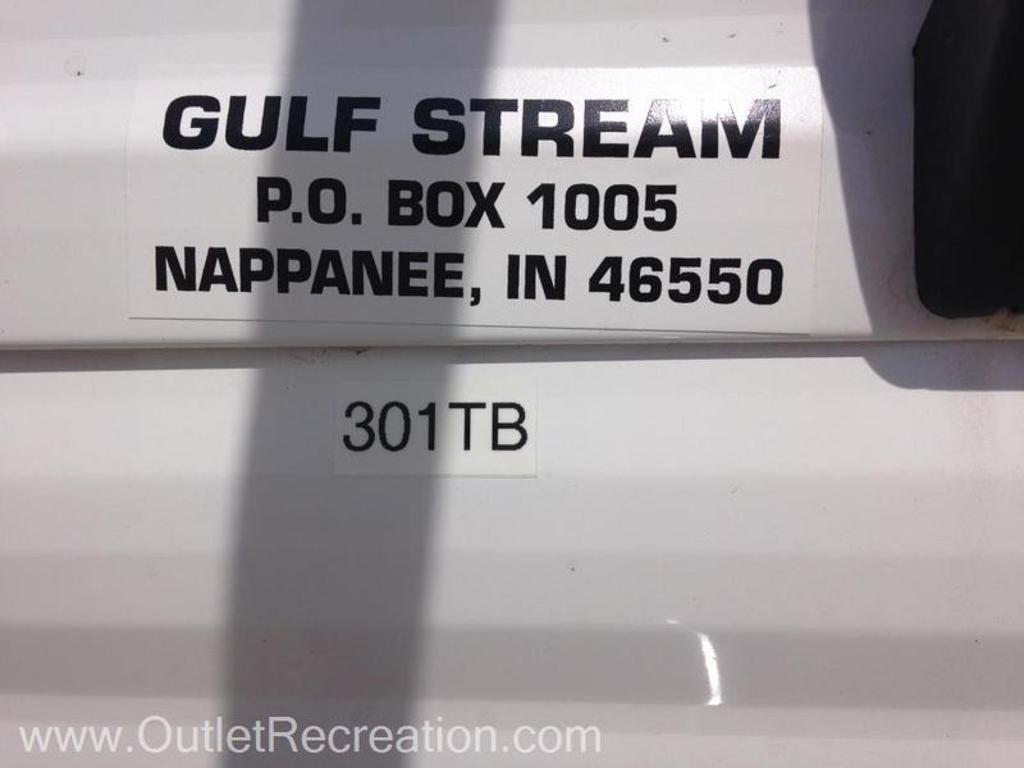 GULF STREAM
P.O. BOX 1005
NAPPANEE, IN 46550
301TB
www.OutletRecreation.com